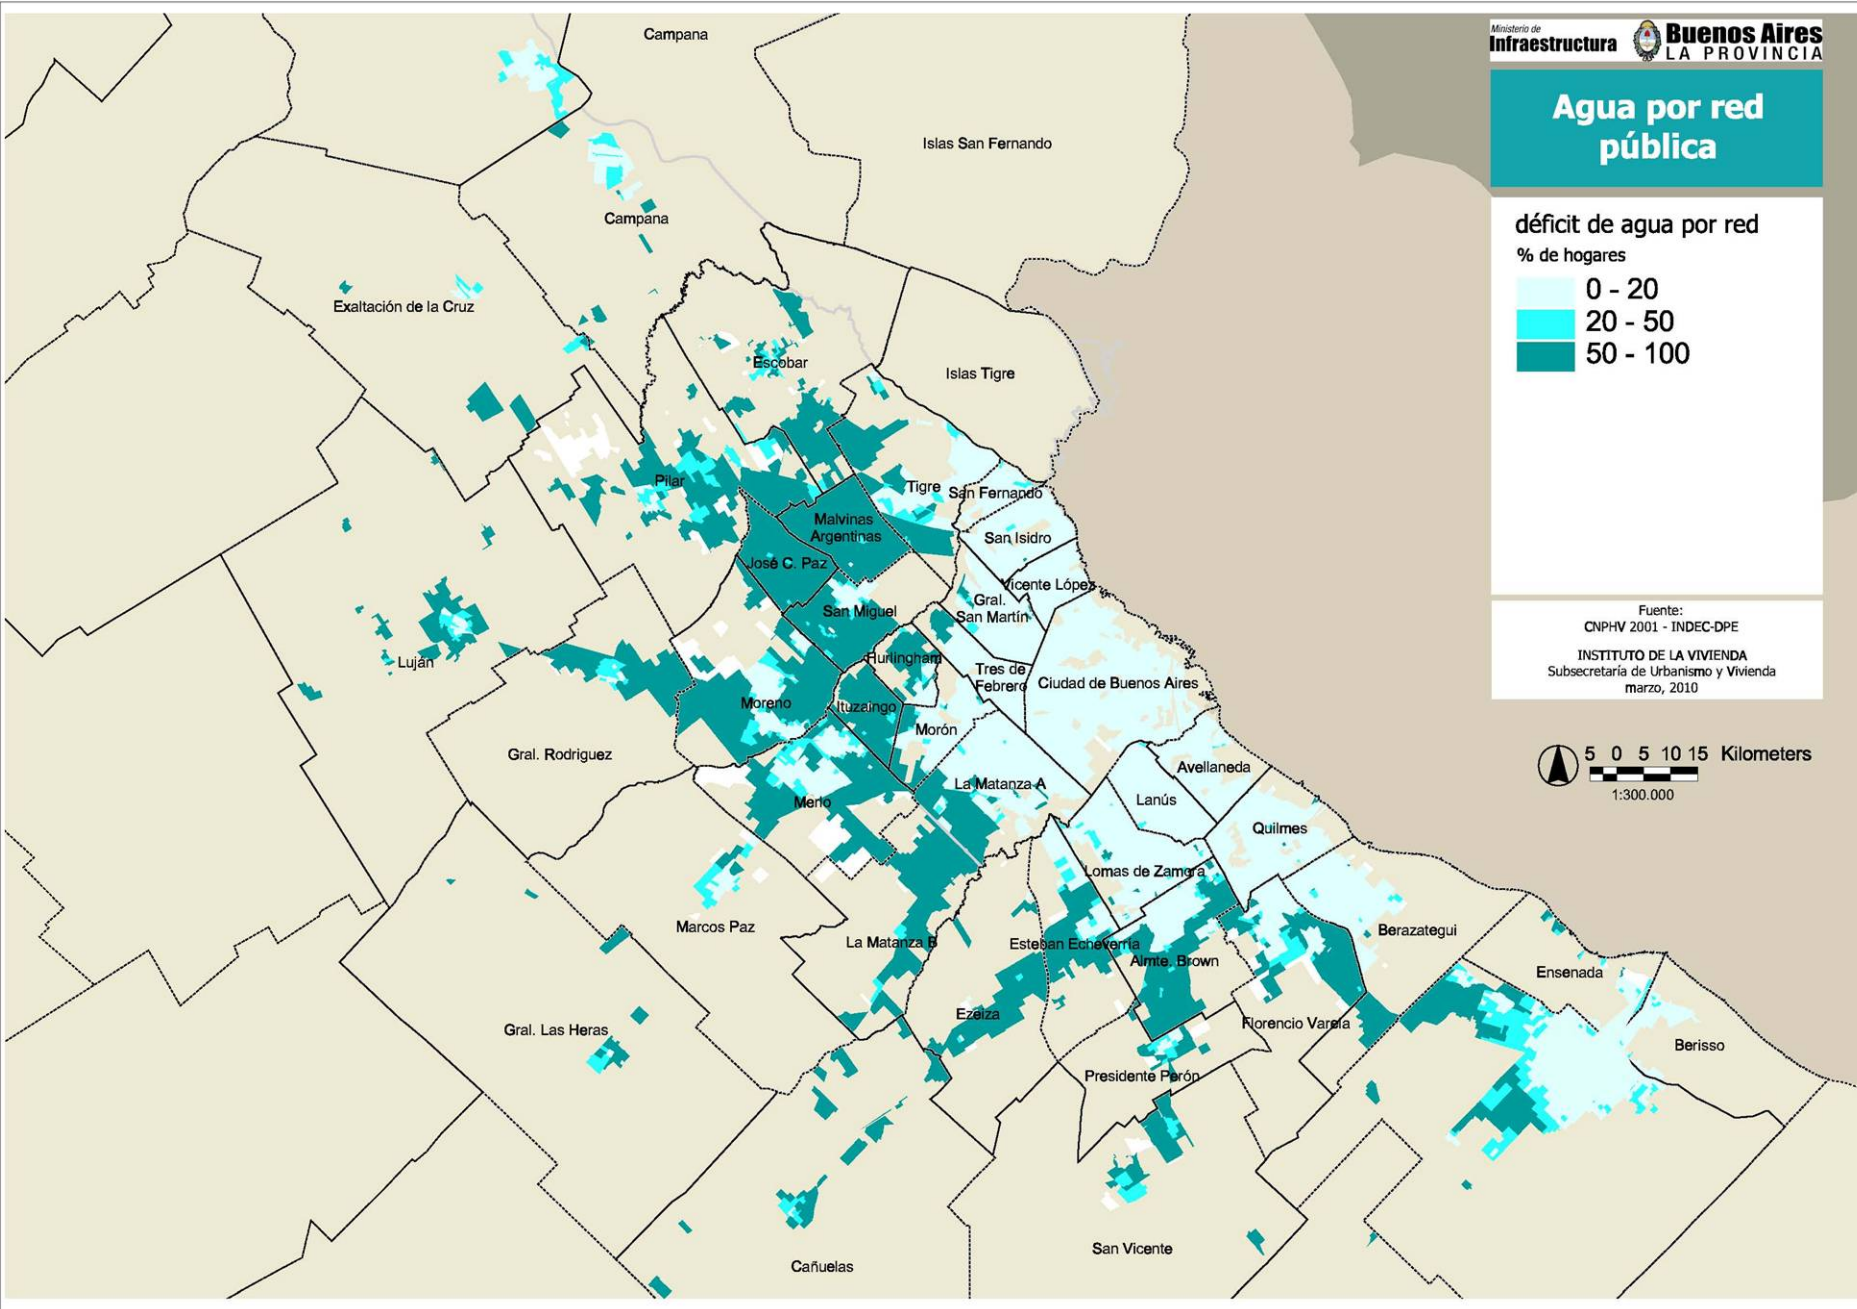 Ministerio de
Infraestructura
Buenos Aires
LA PROVINCIA
Agua por red
pública
déficit de agua por red
% de hogares
0 - 20
20 - 50
50 - 100
Fuente:
CNPHV 2001 - INDEC-DPE
INSTITUTO DE LA VIVIENDA
Subsecretaría de Urbanismo y Vivienda
marzo, 2010
5 0 5 10 15 Kilometers
1:300.000
Campana
Islas San Fernando
Campana
Exaltación de la Cruz
Escobar
Islas Tigre
Pilar
Tigre
San Fernando
Malvinas
Argentinas
San Isidro
José C. Paz
Vicente López
Gral.
San Martín
San Miguel
Hurlingham
Luján
Tres de
Febrero
Ciudad de Buenos Aires
Moreno
Ituzaingo
Morón
Gral. Rodriguez
Avellaneda
La Matanza A
Merlo
Lanús
Quilmes
Lomas de Zamora
Marcos Paz
La Matanza B
Esteban Echeverría
Berazategui
Almte. Brown
Ensenada
Ezeiza
Florencio Varela
Gral. Las Heras
Berisso
Presidente Perón
San Vicente
Cañuelas